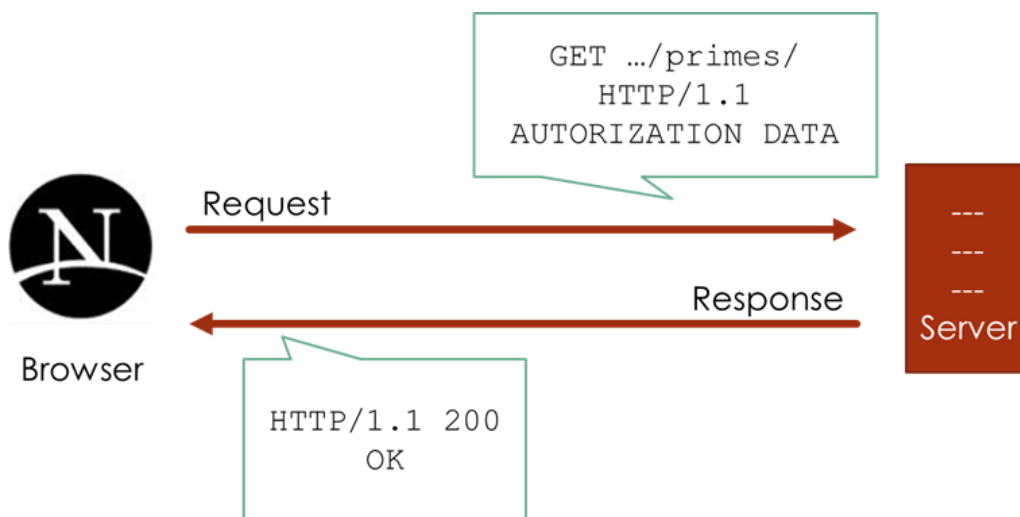 GET …/primes/
HTTP/1.1
AUTORIZATION DATA
Request
N
---
---
---
Server
Response
Browser
HTTP/1.1 200
OK